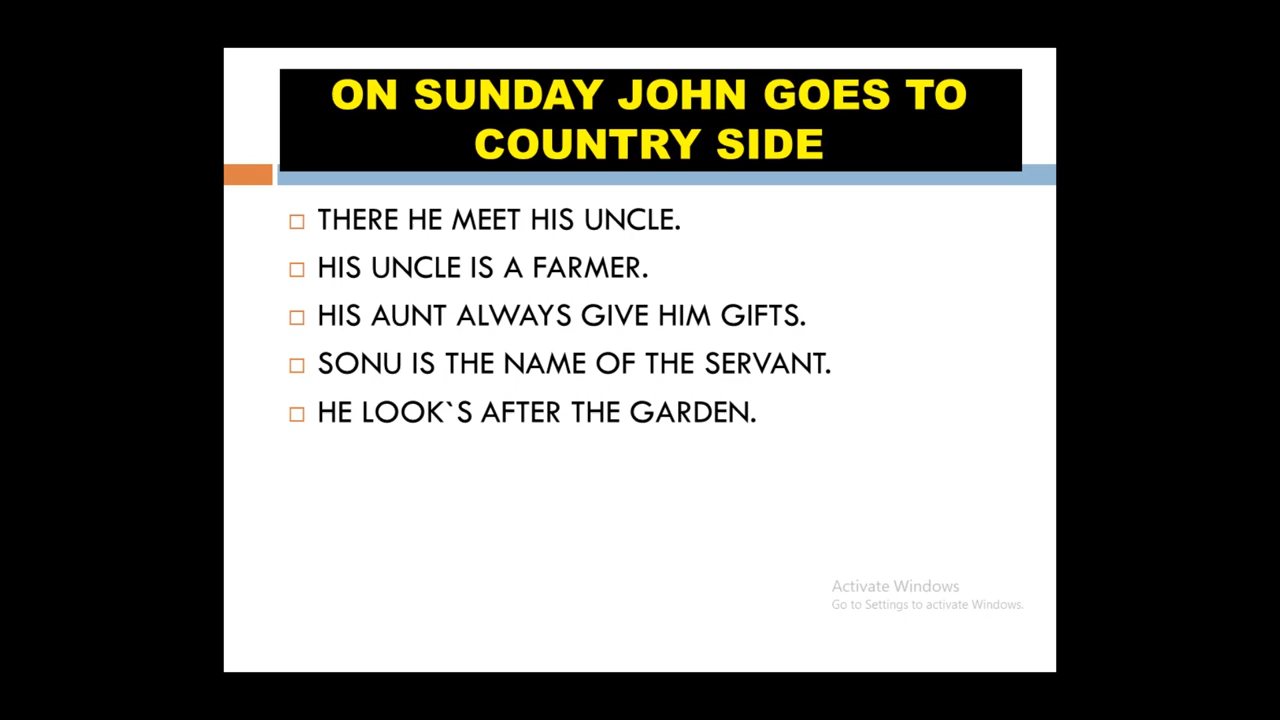 ON SUNDAY JOHN GOES TO
COUNTRY SIDE
THERE HE MEET HIS UNCLE.
HIS UNCLE IS A FARMER.
HIS AUNT ALWAYS GIVE HIM GIFTS.
SONU IS THE NAME OF THE SERVANT.
HE LOOK`S AFTER THE GARDEN.
Activate Windows
Go to Settings to activate Windows.